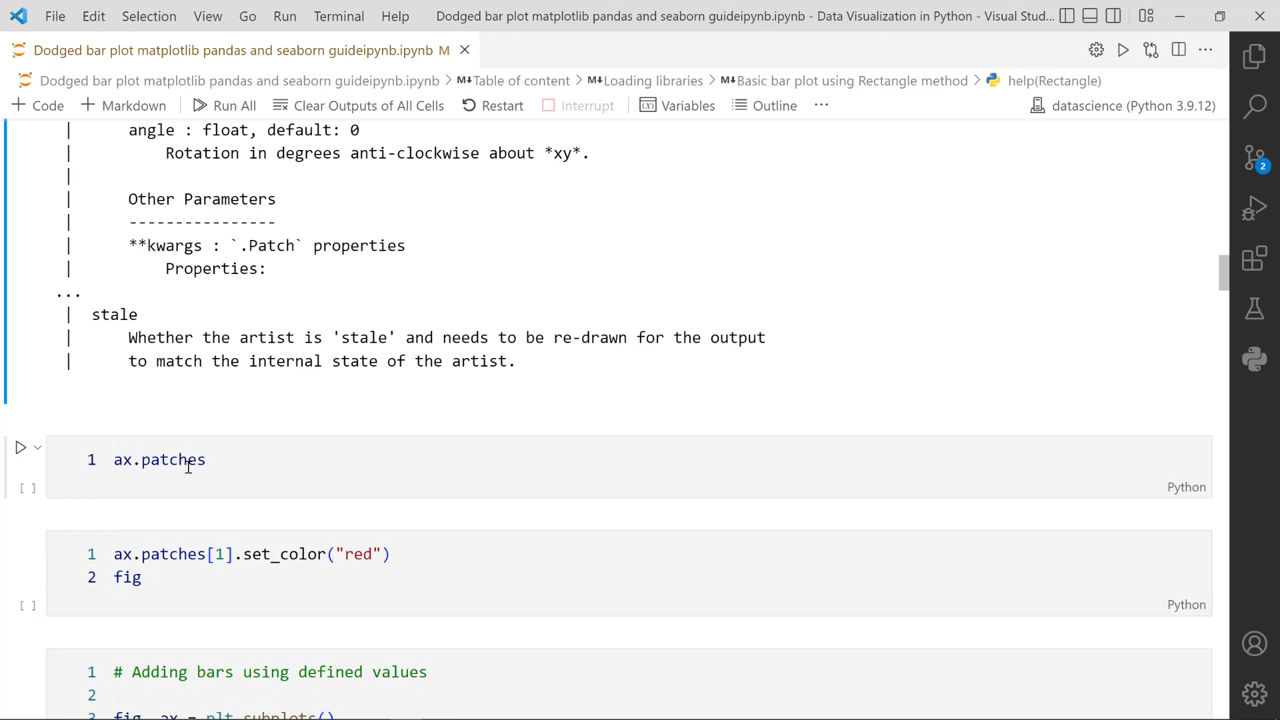 File Edit Selection View Go Run Terminal Help Dodged bar plot matplotlib pandas and seaborn guideipynb.ipynb - Data Visualization in Python - Visual Stud...
Dodged bar plot matplotlib pandas and seaborn guideipynb.ipynb M
Dodged bar plot matplotlib pandas and seaborn guideipynb.ipynb > M↓Table of content > M↓Loading libraries > M↓Basic bar plot using Rectangle method > help(Rectangle)
+ Code + Markdown Run All Clear Outputs of All Cells Restart Interrupt Variables Outline ... datascience (Python 3.9.12)
| angle : float, default: 0
| Rotation in degrees anti-clockwise about *xy*.
|
| Other Parameters
| ----------------
| **kwargs : `.Patch` properties
| Properties:
...
| stale
| Whether the artist is 'stale' and needs to be re-drawn for the output
| to match the internal state of the artist.
1 ax.patches
[ ] Python
1 ax.patches[1].set_color("red")
2 fig
[ ] Python
1 # Adding bars using defined values
2
3 fig, ax = plt.subplots()
2